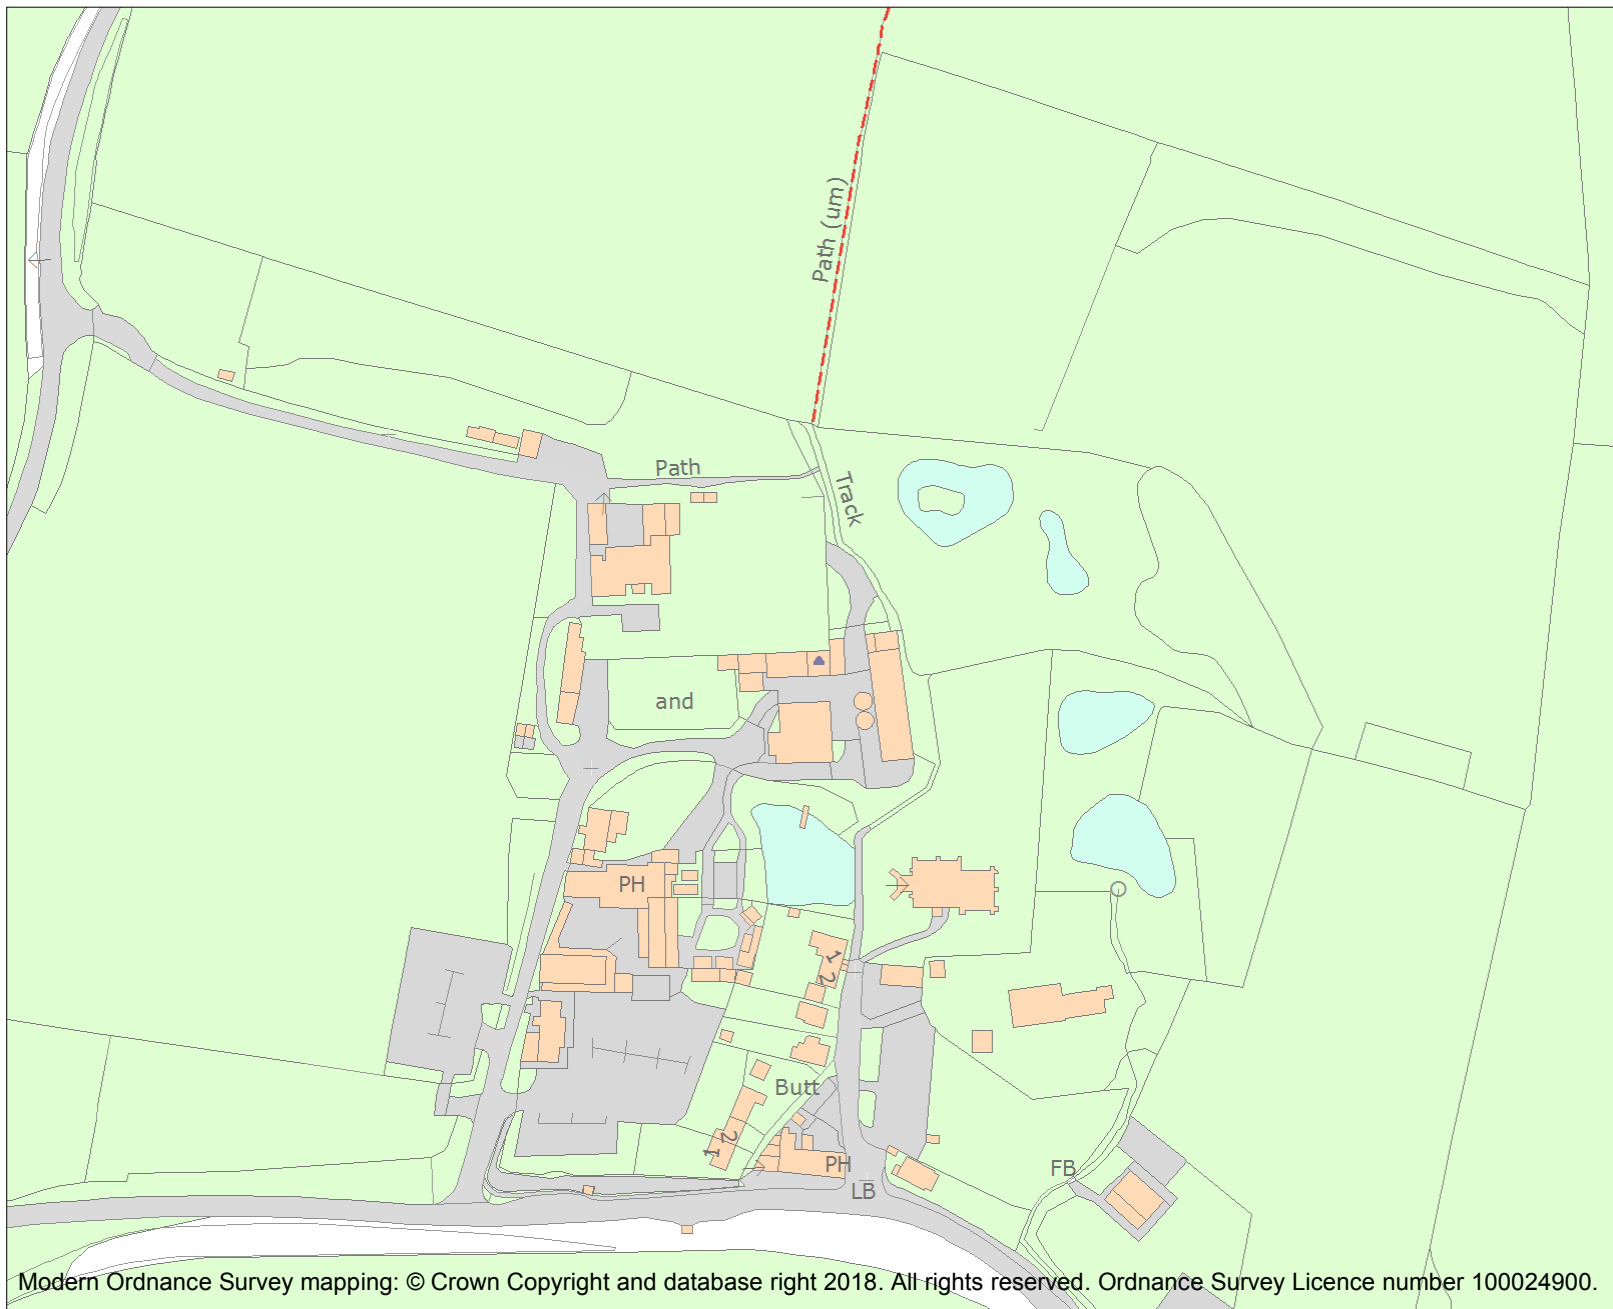 Path (um)
Path
Track
and
PH
1
2
Butt
2
1
PH
LB
FB
Modern Ordnance Survey mapping: © Crown Copyright and database right 2018. All rights reserved. Ordnance Survey Licence number 100024900.